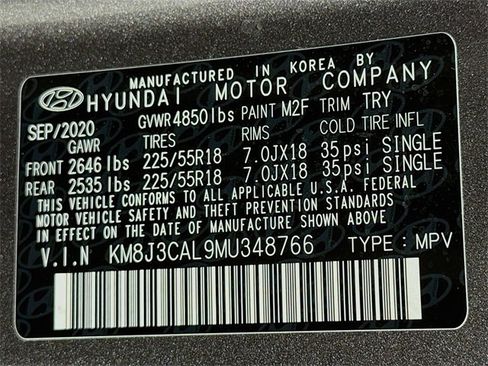 MANUFACTURED IN KOREA BY
HYUNDAI MOTOR COMPANY
SEP/2020 GVWR 4850 lbs PAINT M2F TRIM TRY
GAWR TIRES RIMS COLD TIRE INFL
FRONT 2646 lbs 225/55R18 7.0JX18 35psi SINGLE
REAR 2535 lbs 225/55R18 7.0JX18 35psi SINGLE
THIS VEHICLE CONFORMS TO ALL APPLICABLE U.S.A. FEDERAL
MOTOR VEHICLE SAFETY AND THEFT PREVENTION STANDARDS
IN EFFECT ON THE DATE OF MANUFACTURE SHOWN ABOVE.
V.I.N KM8J3CAL9MU348766 TYPE : MPV